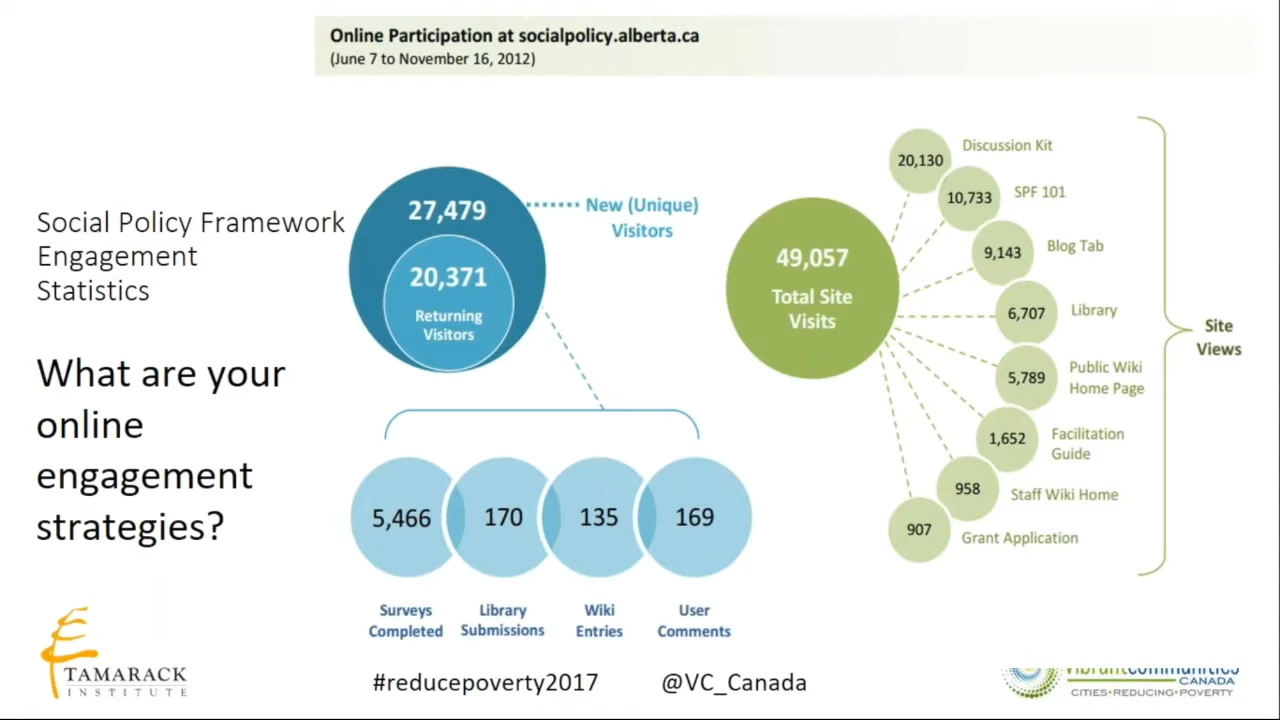 Online Participation at socialpolicy.alberta.ca
(June 7 to November 16, 2012)
Social Policy Framework
Engagement
Statistics
What are your
online
engagement
strategies?
27,479
New (Unique)
Visitors
20,371
Returning
Visitors
5,466
170
135
169
Surveys
Completed
Library
Submissions
Wiki
Entries
User
Comments
49,057
Total Site
Visits
20,130
Discussion Kit
10,733
SPF 101
9,143
Blog Tab
6,707
Library
5,789
Public Wiki
Home Page
1,652
Facilitation
Guide
958
Staff Wiki Home
907
Grant Application
Site
Views
TAMARACK
INSTITUTE
#reducepoverty2017
@VC_Canada
vibrantcommunities
CANADA
CITIES•REDUCING•POVERTY